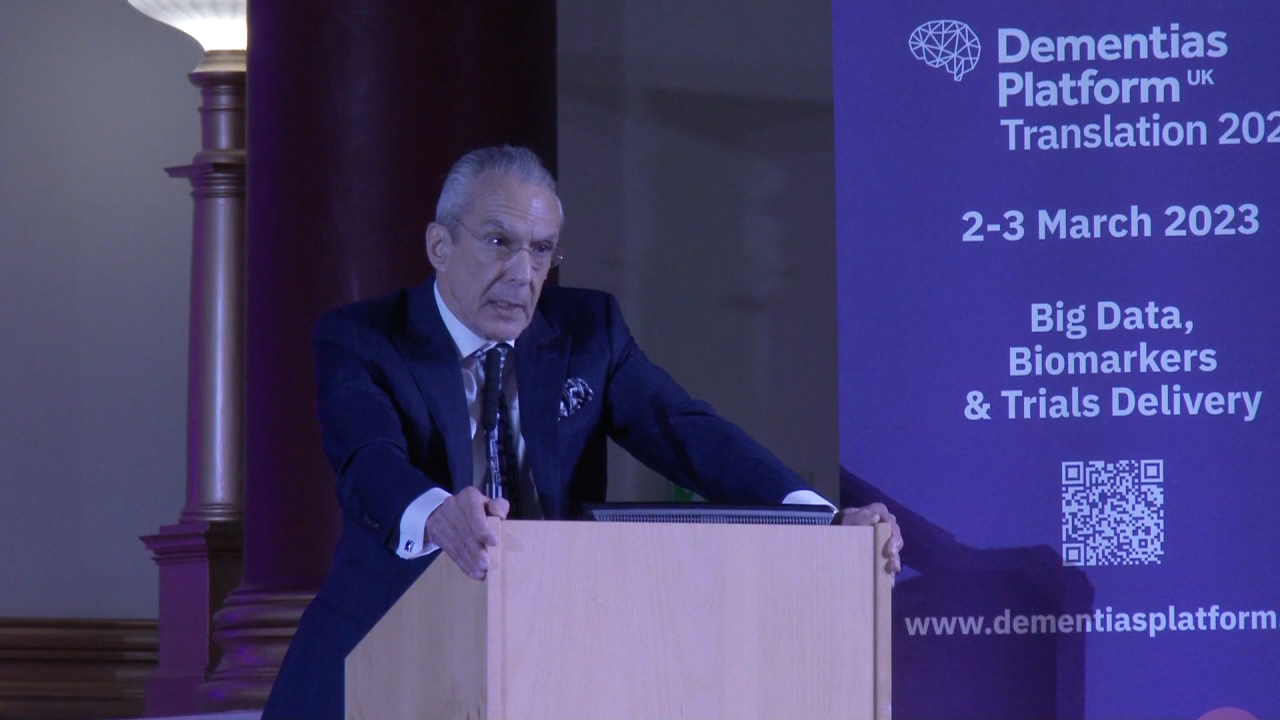 Dementias
Platform UK
Translation 202
2-3 March 2023
Big Data,
Biomarkers
& Trials Delivery
www.dementiasplatform